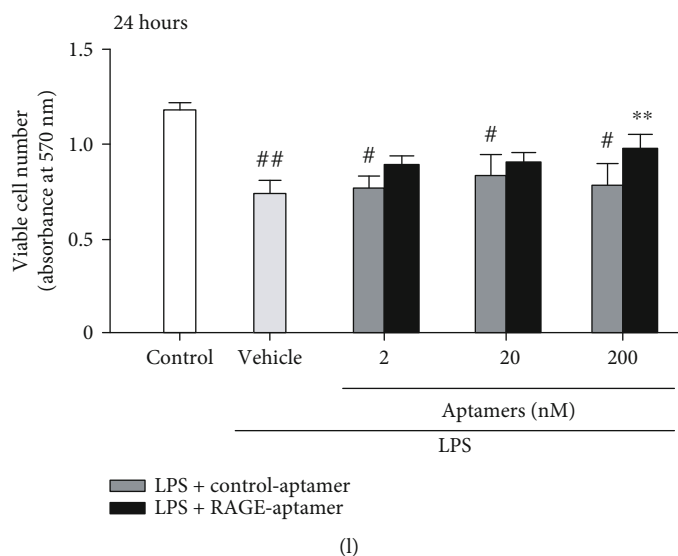 24 hours
Viable cell number
(absorbance at 570 nm)
1.5
1.0
0.5
0
##
#
#
#
**
Control
Vehicle
2
20
200
Aptamers (nM)
LPS
LPS + control-aptamer
LPS + RAGE-aptamer
(l)